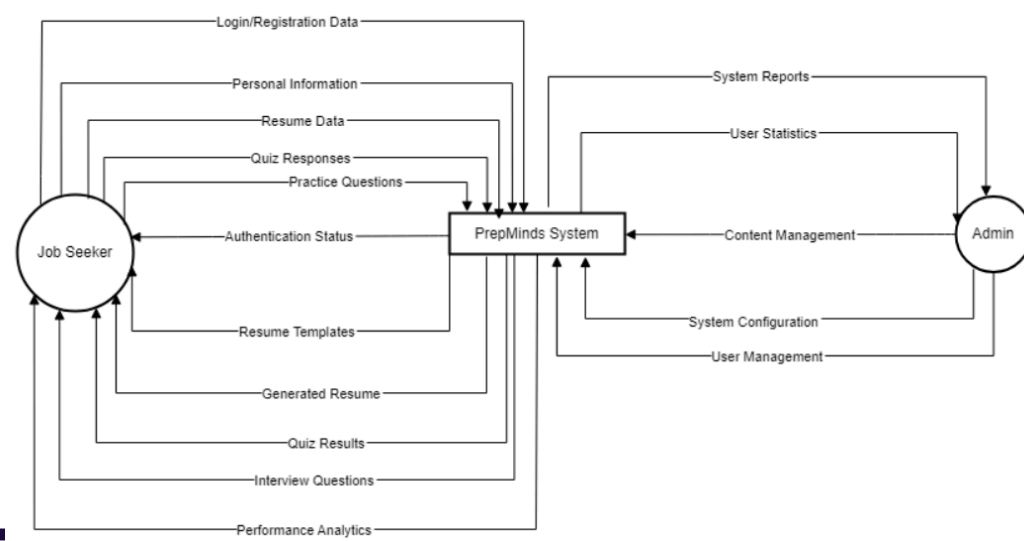 Login/Registration Data
System Reports
Personal Information
Resume Data
User Statistics
Quiz Responses
Practice Questions
Job Seeker
Authentication Status
PrepMinds System
Content Management
Admin
Resume Templates
System Configuration
User Management
Generated Resume
Quiz Results
Interview Questions
Performance Analytics